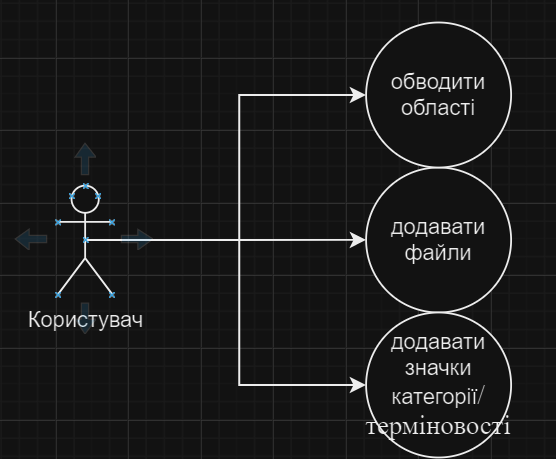 обводити
області
додавати
файли
Користувач
додавати
значки
категорії/
терміновості